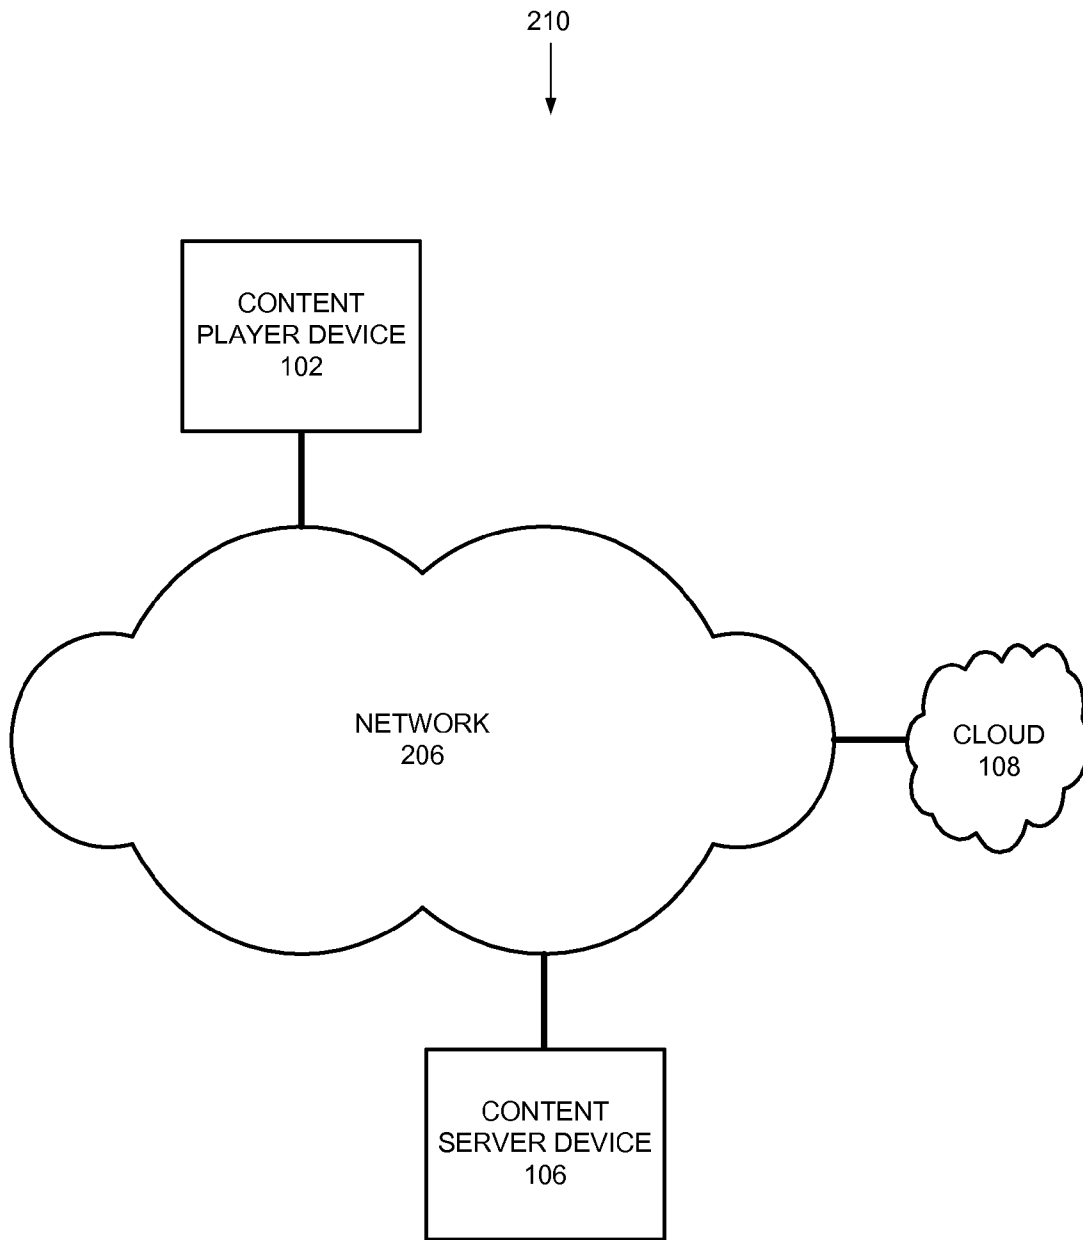 210
CONTENT
PLAYER DEVICE
102
NETWORK
206
CLOUD
108
CONTENT
SERVER DEVICE
106